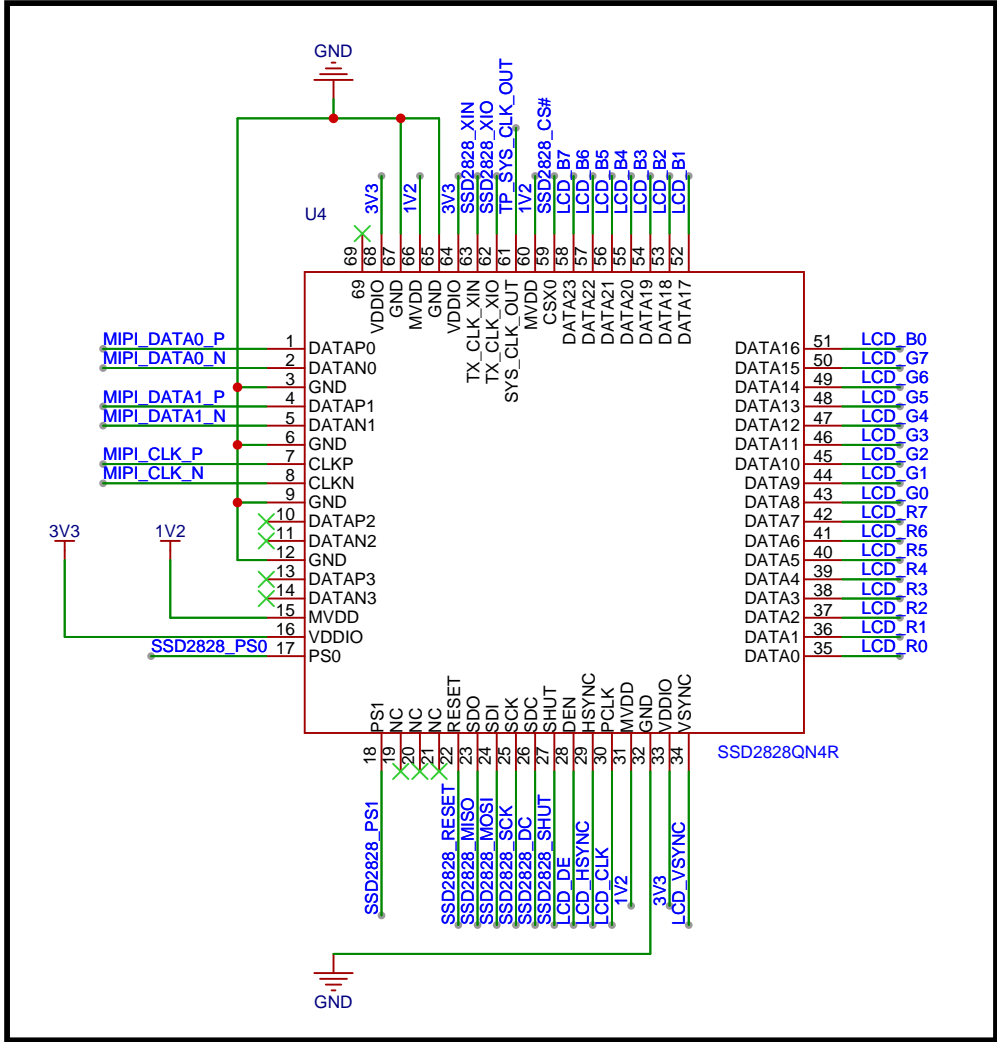 GND
3V3
1V2
3V3
SSD2828_XIN
SSD2828_XIO
TP_SYS_CLK_OUT
1V2
SSD2828_CS#
LCD_B7
LCD_B6
LCD_B5
LCD_B4
LCD_B3
LCD_B2
LCD_B1
U4
69
68
67
66
65
64
63
62
61
60
59
58
57
56
55
54
53
52
69
VDDIO
GND
MVDD
GND
VDDIO
TX_CLK_XIN
TX_CLK_XIO
SYS_CLK_OUT
MVDD
CSX0
DATA23
DATA22
DATA21
DATA20
DATA19
DATA18
DATA17
MIPI_DATA0_P 1 DATAP0
MIPI_DATA0_N 2 DATAN0
3 GND
MIPI_DATA1_P 4 DATAP1
MIPI_DATA1_N 5 DATAN1
6 GND
MIPI_CLK_P 7 CLKP
MIPI_CLK_N 8 CLKN
9 GND
10 DATAP2
11 DATAN2
12 GND
13 DATAP3
14 DATAN3
15 MVDD
16 VDDIO
SSD2828_PS0 17 PS0
3V3
1V2
DATA16 51 LCD_B0
DATA15 50 LCD_G7
DATA14 49 LCD_G6
DATA13 48 LCD_G5
DATA12 47 LCD_G4
DATA11 46 LCD_G3
DATA10 45 LCD_G2
DATA9 44 LCD_G1
DATA8 43 LCD_G0
DATA7 42 LCD_R7
DATA6 41 LCD_R6
DATA5 40 LCD_R5
DATA4 39 LCD_R4
DATA3 38 LCD_R3
DATA2 37 LCD_R2
DATA1 36 LCD_R1
DATA0 35 LCD_R0
PS1
NC
NC
NC
RESET
SDO
SDI
SCK
SDC
SHUT
DEN
HSYNC
PCLK
MVDD
GND
VDDIO
VSYNC
18
19
20
21
22
23
24
25
26
27
28
29
30
31
32
33
34
SSD2828QN4R
SSD2828_PS1
SSD2828_RESET
SSD2828_MISO
SSD2828_MOSI
SSD2828_SCK
SSD2828_DC
SSD2828_SHUT
LCD_DE
LCD_HSYNC
LCD_CLK
1V2
3V3
LCD_VSYNC
GND